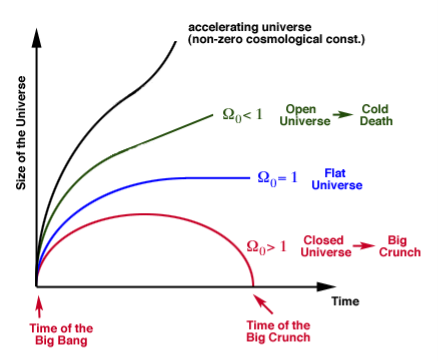 accelerating universe
(non-zero cosmological const.)
Size of the Universe
Ω₀< 1 Open Universe Cold Death
Ω₀= 1 Flat Universe
Ω₀> 1 Closed Universe Big Crunch
Time
Time of the
Big Bang
Time of the
Big Crunch